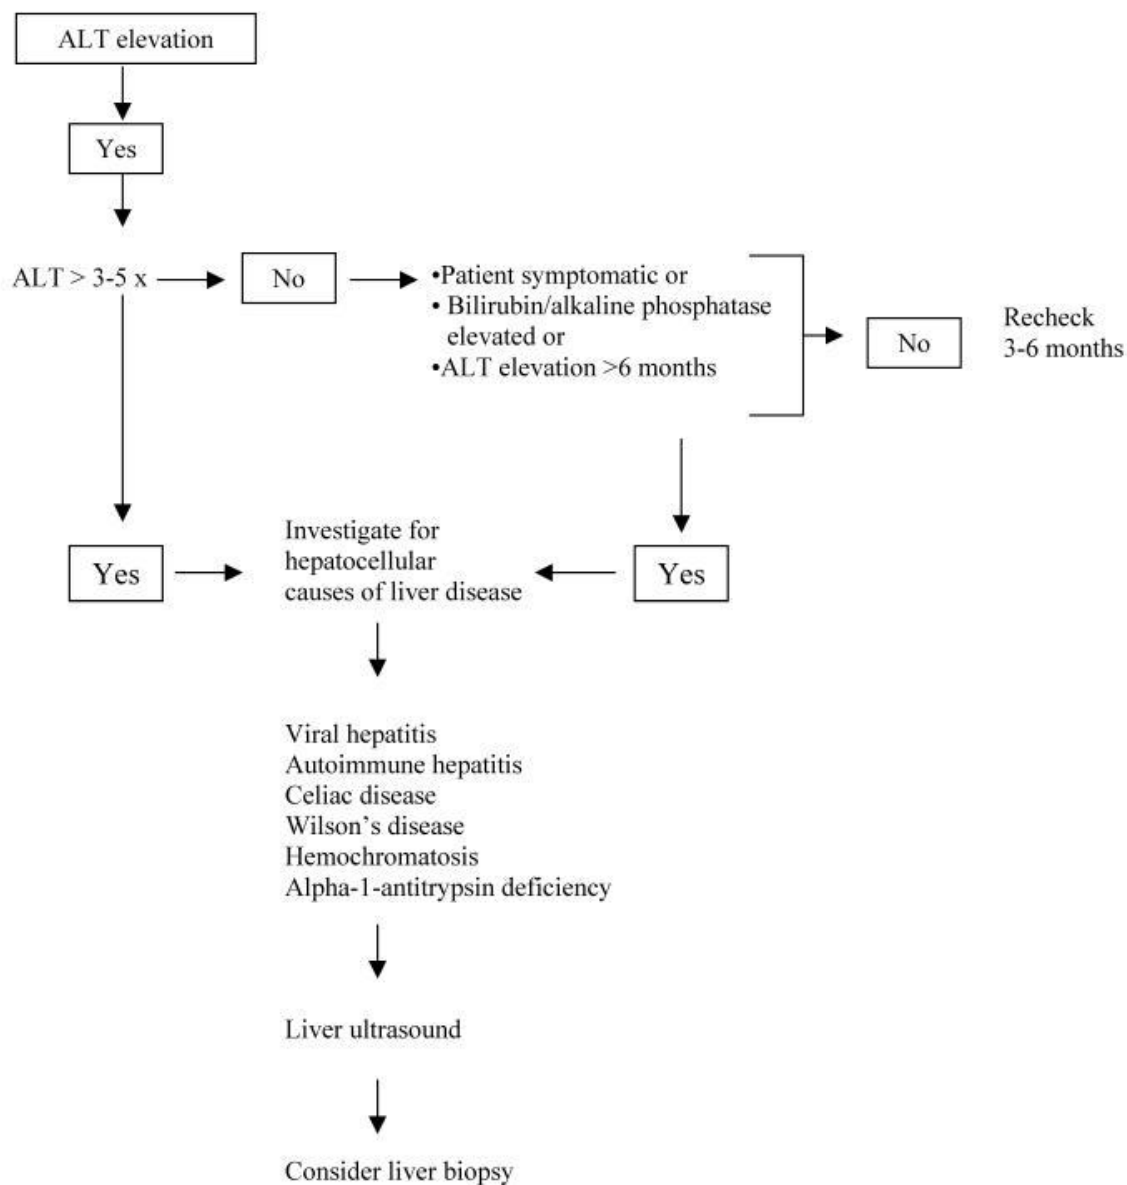 ALT elevation
Yes
ALT > 3-5 x
No
•Patient symptomatic or
• Bilirubin/alkaline phosphatase
elevated or
•ALT elevation >6 months
No
Recheck
3-6 months
Yes
Investigate for
hepatocellular
causes of liver disease
Yes
Viral hepatitis
Autoimmune hepatitis
Celiac disease
Wilson’s disease
Hemochromatosis
Alpha-1-antitrypsin deficiency
Liver ultrasound
Consider liver biopsy